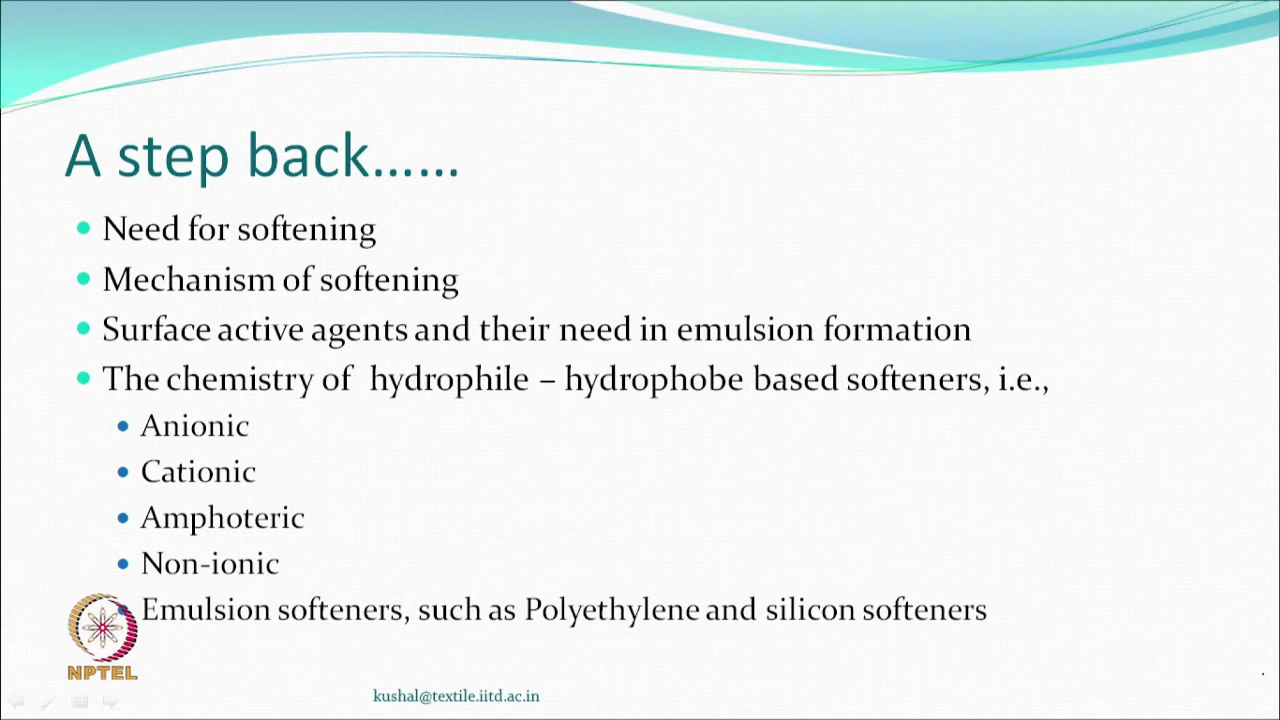 A step back......
Need for softening
Mechanism of softening
Surface active agents and their need in emulsion formation
The chemistry of hydrophile – hydrophobe based softeners, i.e.,
Anionic
Cationic
Amphoteric
Non-ionic
Emulsion softeners, such as Polyethylene and silicon softeners
NPTEL
kushal@textile.iitd.ac.in